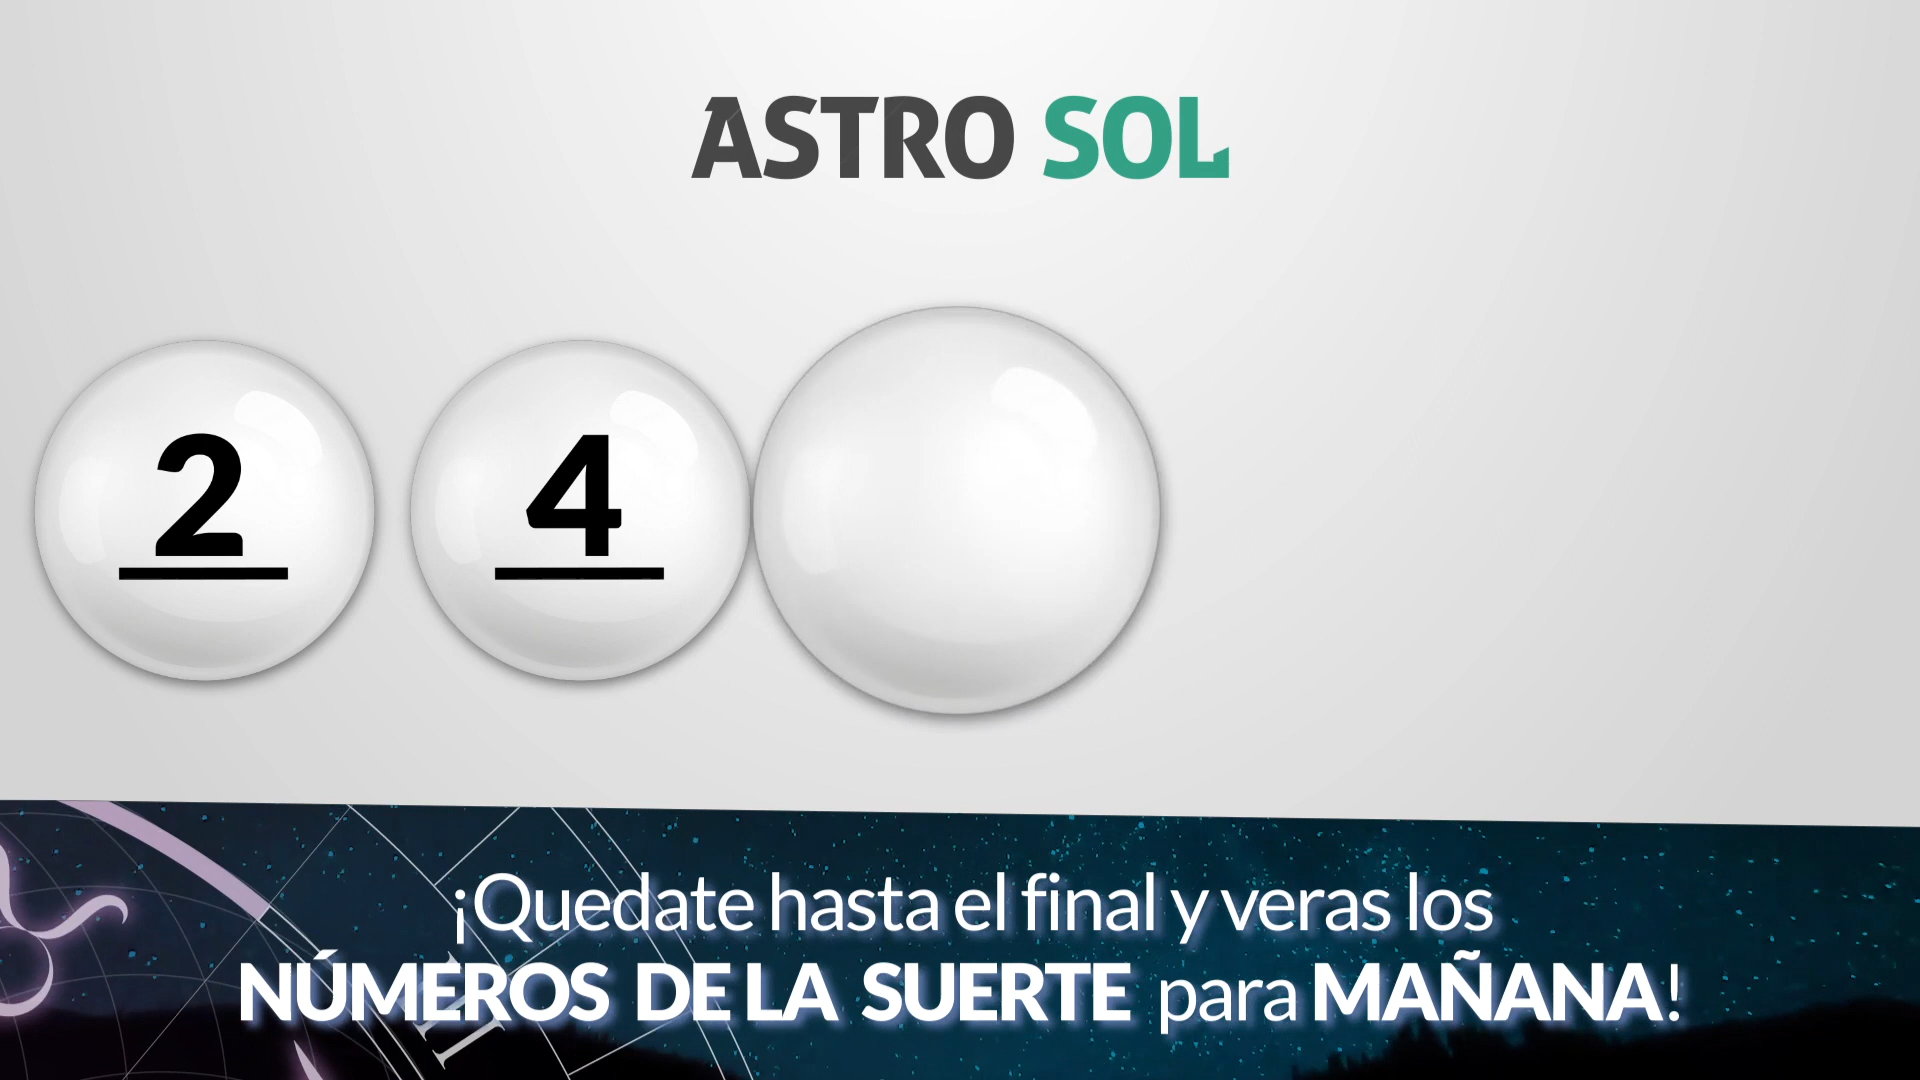 ASTRO SOL
2 4
¡Quedate hasta el final y veras los
NÚMEROS DE LA SUERTE para MAÑANA!